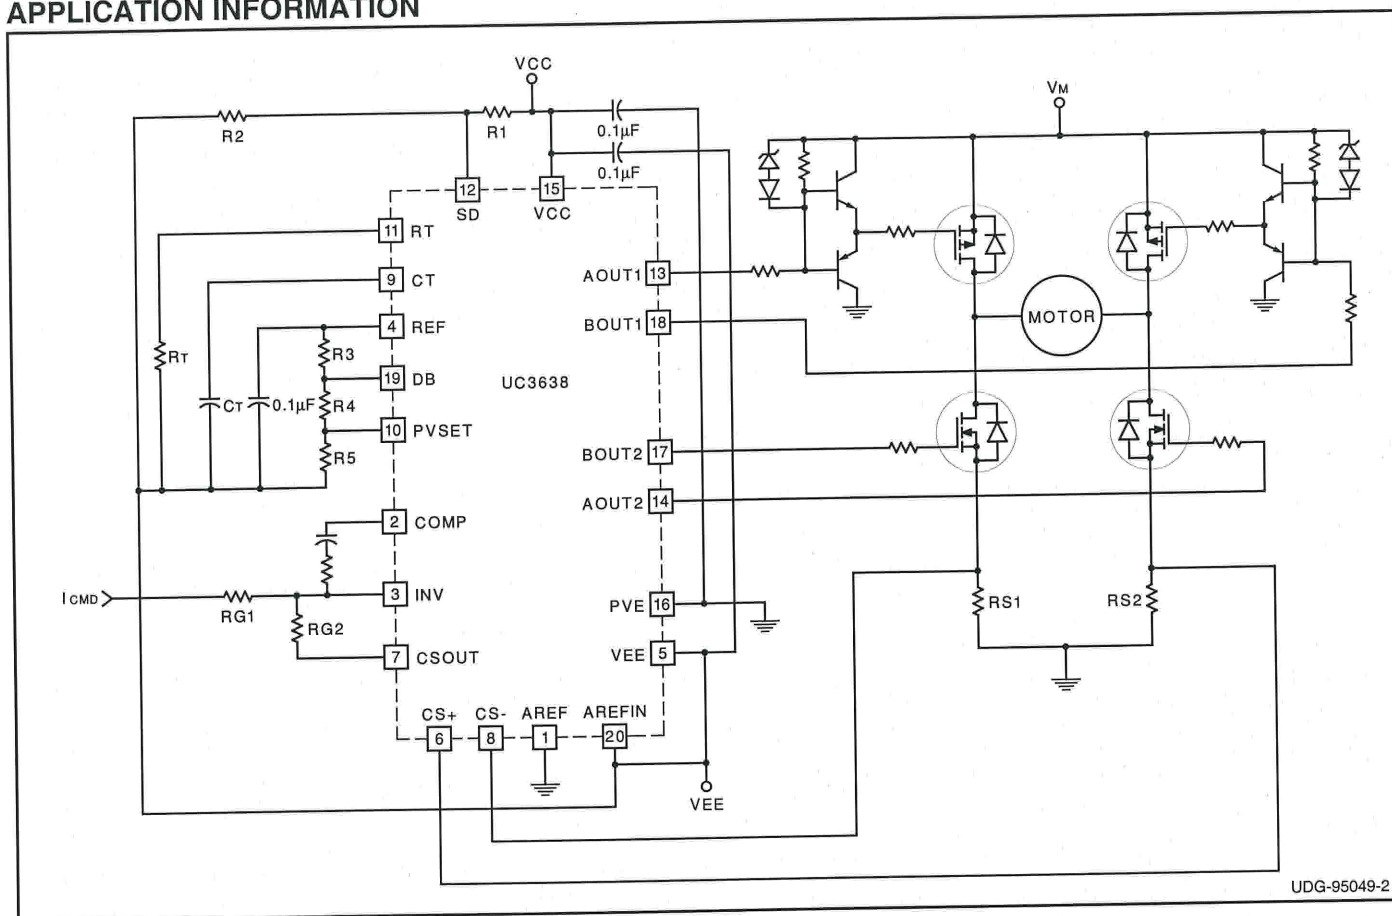 APPLICATION INFORMATION
VCC
VM
R2
R1
0.1µF
0.1µF
12
15
SD
VCC
11
RT
9
CT
4
REF
R3
19
DB
R4
10
PVSET
R5
RT
CT
0.1µF
UC3638
AOUT1
13
BOUT1
18
MOTOR
BOUT2
17
AOUT2
14
2
COMP
ICMD
RG1
3
INV
RG2
7
CSOUT
PVE
16
VEE
5
RS1
RS2
CS+
CS-
AREF
AREFIN
6
8
1
20
VEE
UDG-95049-2